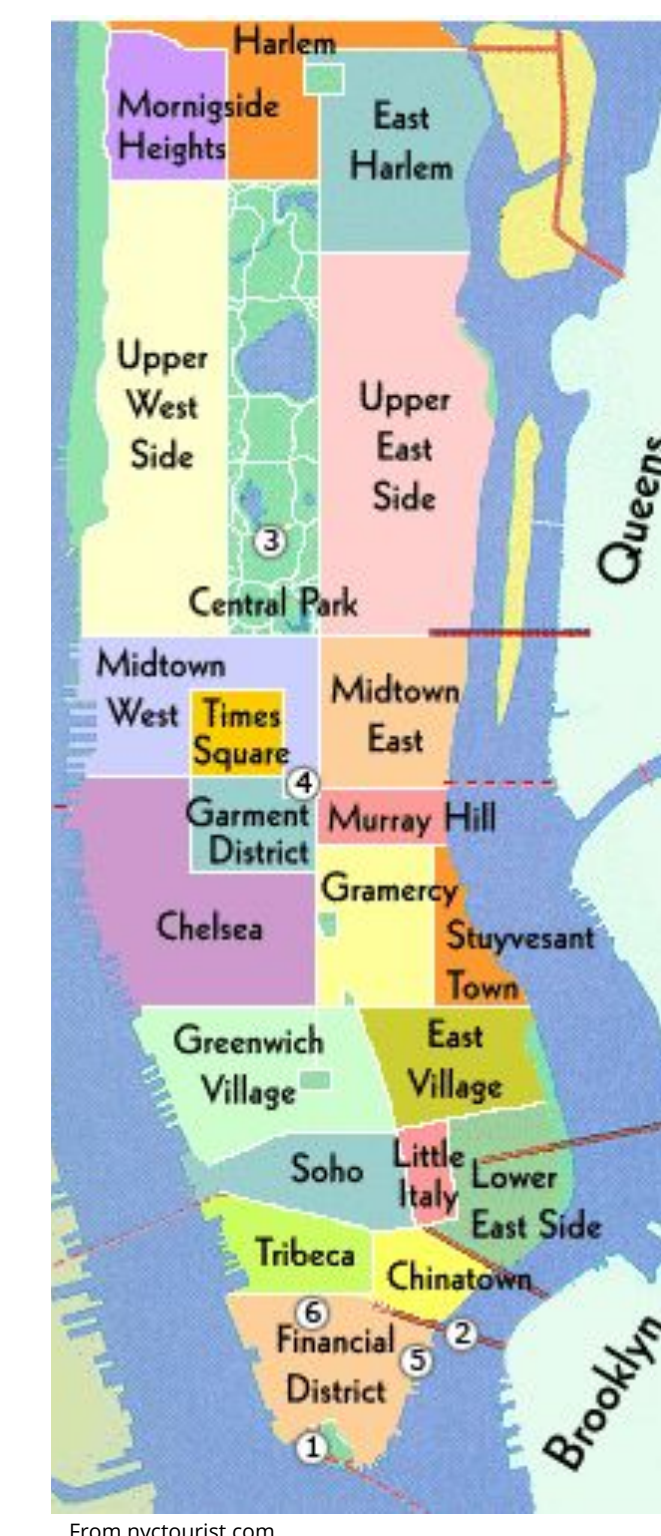 Harlem
Mornigside
Heights
East
Harlem
Upper
West
Side
Upper
East
Side
Queens
3
Central Park
Midtown
West
Times
Square
Midtown
East
4
Garment
District
Murray Hill
Gramercy
Chelsea
Stuyvesant
Town
Greenwich
Village
East
Village
Soho
Little
Italy
Lower
East Side
Tribeca
Chinatown
6
Financial
District
2
5
Brooklyn
1
From nyctourist.com